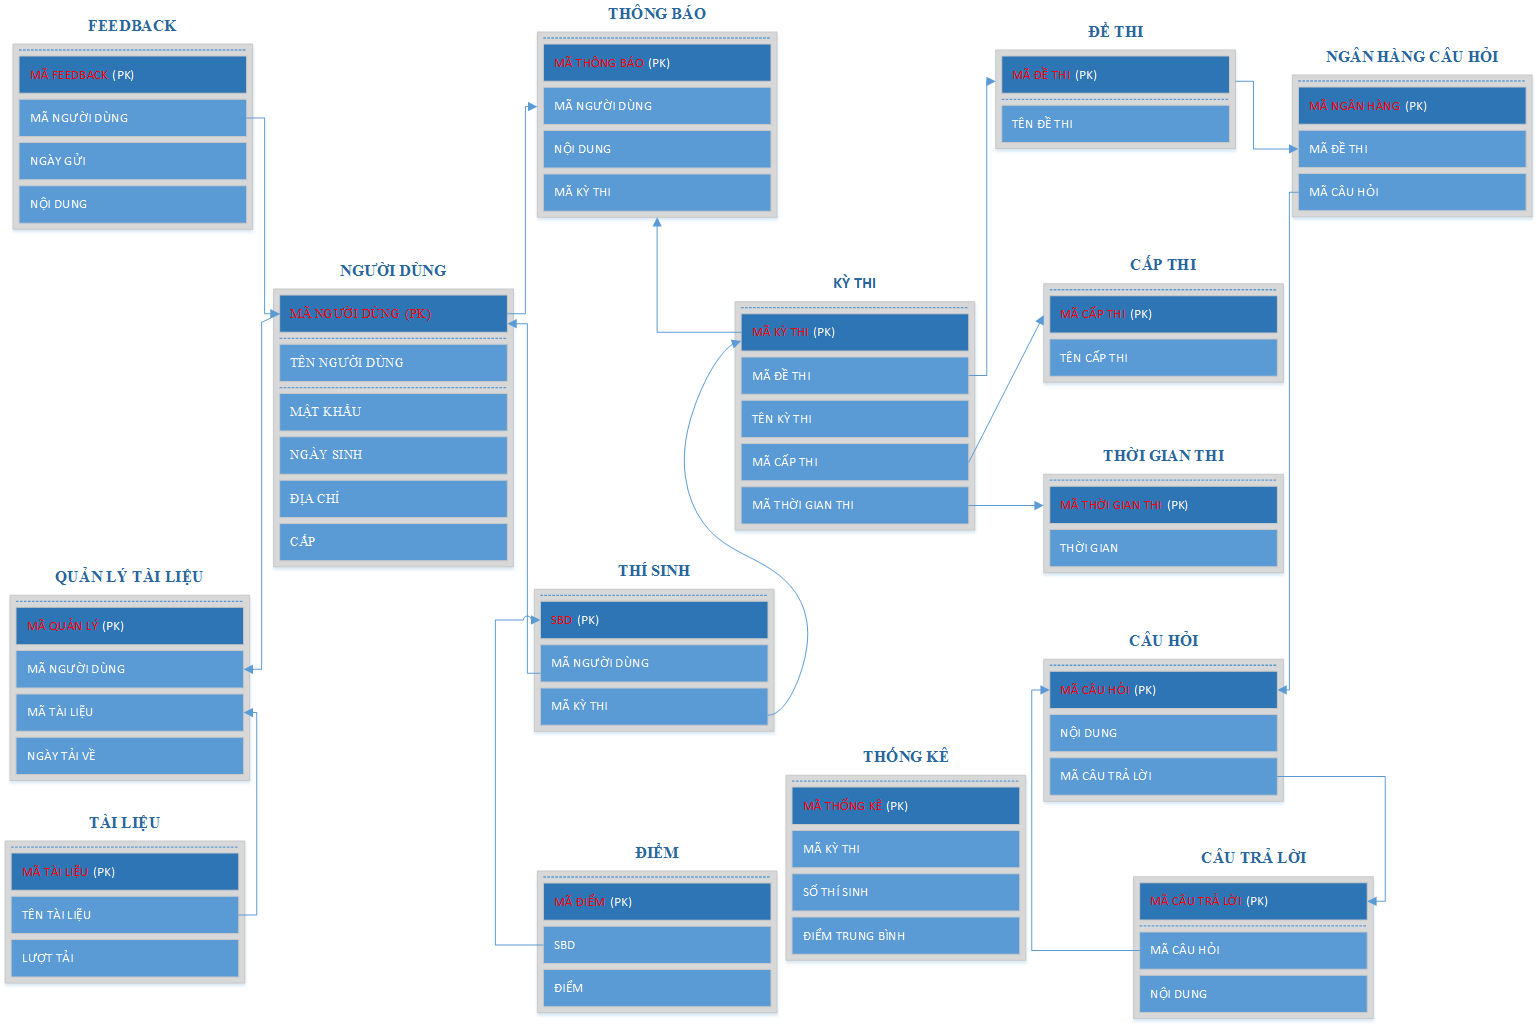 FEEDBACK
MÃ FEEDBACK (PK)
MÃ NGƯỜI DÙNG
NGÀY GỬI
NỘI DUNG
THÔNG BÁO
MÃ THÔNG BÁO (PK)
MÃ NGƯỜI DÙNG
NỘI DUNG
MÃ KỲ THI
ĐỀ THI
MÃ ĐỀ THI (PK)
TÊN ĐỀ THI
NGÂN HÀNG CÂU HỎI
MÃ NGÂN HÀNG (PK)
MÃ ĐỀ THI
MÃ CÂU HỎI
NGƯỜI DÙNG
MÃ NGƯỜI DÙNG (PK)
TÊN NGƯỜI DÙNG
MẬT KHẨU
NGÀY SINH
ĐỊA CHỈ
CẤP
KỲ THI
MÃ KỲ THI (PK)
MÃ ĐỀ THI
TÊN KỲ THI
MÃ CẤP THI
MÃ THỜI GIAN THI
CẤP THI
MÃ CẤP THI (PK)
TÊN CẤP THI
THỜI GIAN THI
MÃ THỜI GIAN THI (PK)
THỜI GIAN
QUẢN LÝ TÀI LIỆU
MÃ QUẢN LÝ (PK)
MÃ NGƯỜI DÙNG
MÃ TÀI LIỆU
NGÀY TẢI VỀ
THÍ SINH
SBD (PK)
MÃ NGƯỜI DÙNG
MÃ KỲ THI
CÂU HỎI
MÃ CÂU HỎI (PK)
NỘI DUNG
MÃ CÂU TRẢ LỜI
THỐNG KÊ
MÃ THỐNG KÊ (PK)
MÃ KỲ THI
SỐ THÍ SINH
ĐIỂM TRUNG BÌNH
TÀI LIỆU
MÃ TÀI LIỆU (PK)
TÊN TÀI LIỆU
LƯỢT TẢI
ĐIỂM
MÃ ĐIỂM (PK)
SBD
ĐIỂM
CÂU TRẢ LỜI
MÃ CÂU TRẢ LỜI (PK)
MÃ CÂU HỎI
NỘI DUNG